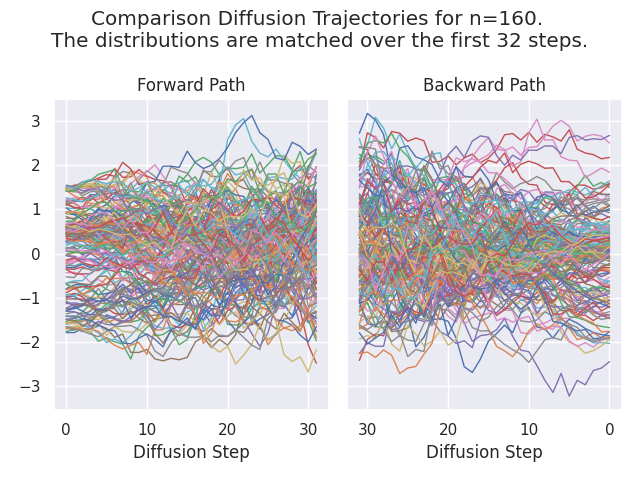 Comparison Diffusion Trajectories for n=160.
The distributions are matched over the first 32 steps.
Forward Path
Backward Path
3
2
1
0
−1
−2
−3
0 10 20 30
30 20 10 0
Diffusion Step
Diffusion Step